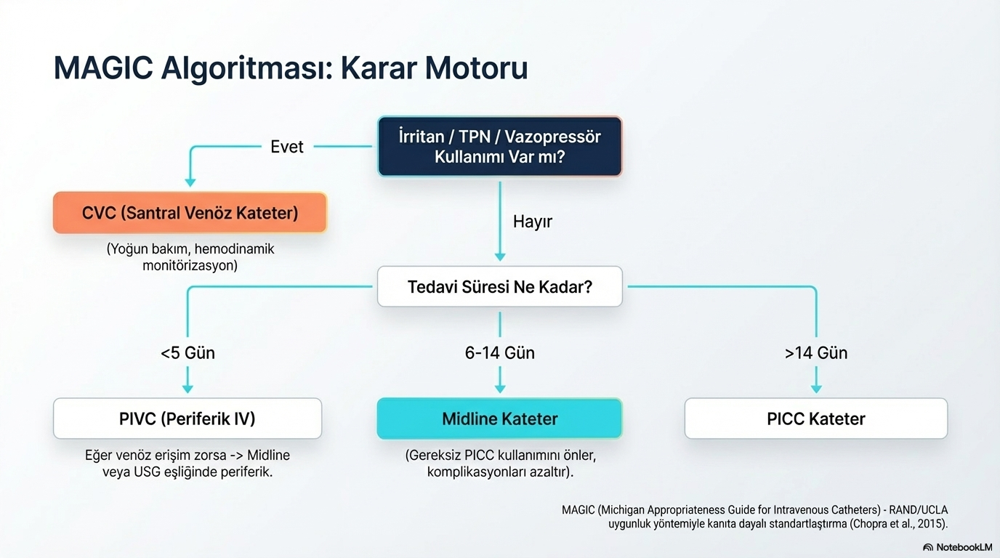 MAGIC Algoritması: Karar Motoru
İrritan / TPN / Vazopressör
Kullanımı Var mı?
Evet
CVC (Santral Venöz Kateter)
(Yoğun bakım, hemodinamik
monitörizasyon)
Hayır
Tedavi Süresi Ne Kadar?
<5 Gün
6-14 Gün
>14 Gün
PIVC (Periferik IV)
Eğer venöz erişim zorsa -> Midline
veya USG eşliğinde periferik.
Midline Kateter
(Gereksiz PICC kullanımını önler,
komplikasyonları azaltır).
PICC Kateter
MAGIC (Michigan Appropriateness Guide for Intravenous Catheters) - RAND/UCLA
uygunluk yöntemiyle kanıta dayalı standartlaştırma (Chopra et al., 2015).
NotebookLM